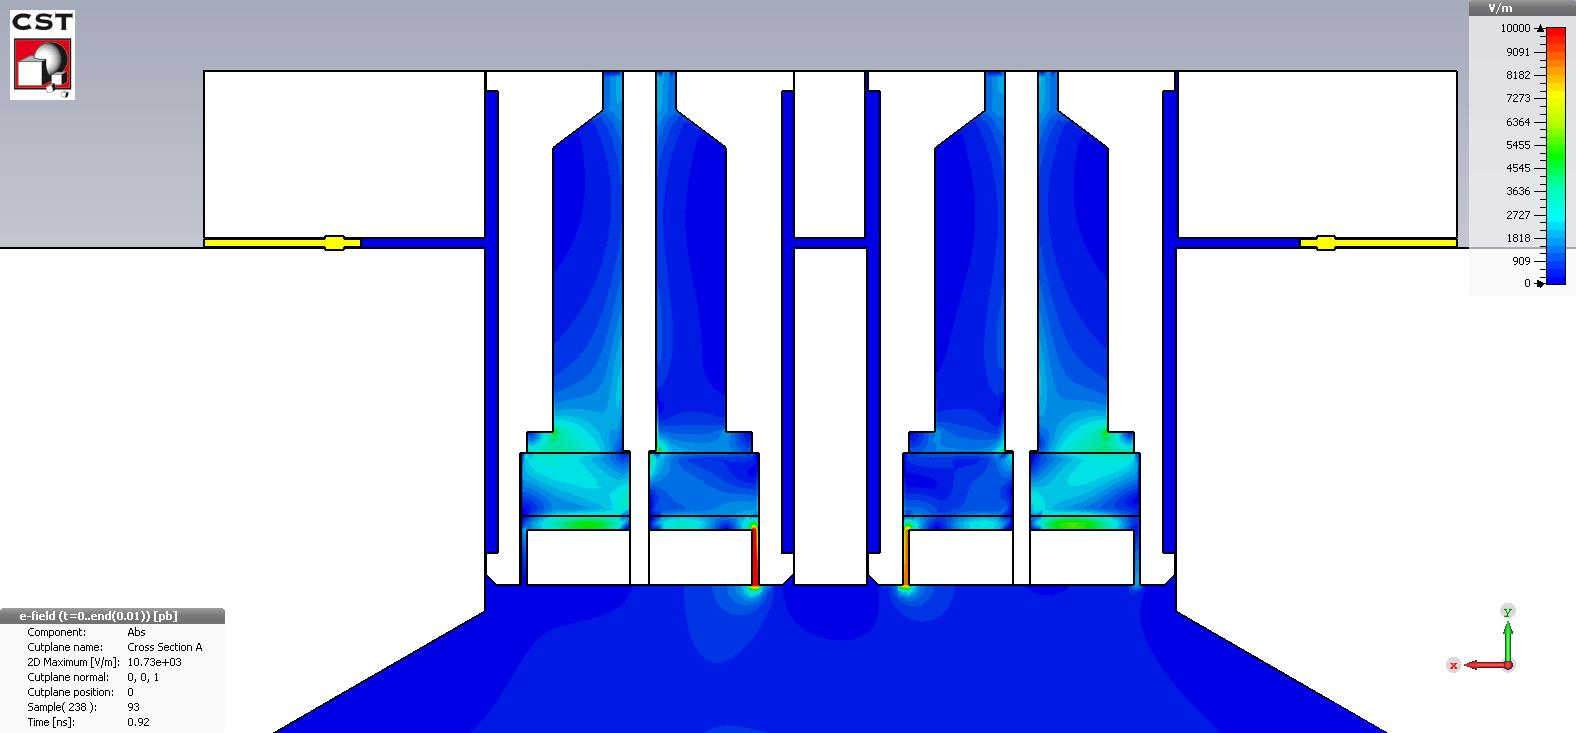 CST
V/m
10000
9091
8182
7273
6364
5455
4545
3636
2727
1818
909
0
e-field (t=0..end(0.01)) [pb]
Component: Abs
Cutplane name: Cross Section A
2D Maximum [V/m]: 10.73e+03
Cutplane normal: 0, 0, 1
Cutplane position: 0
Sample( 238 ): 93
Time [ns]: 0.92
Y
x